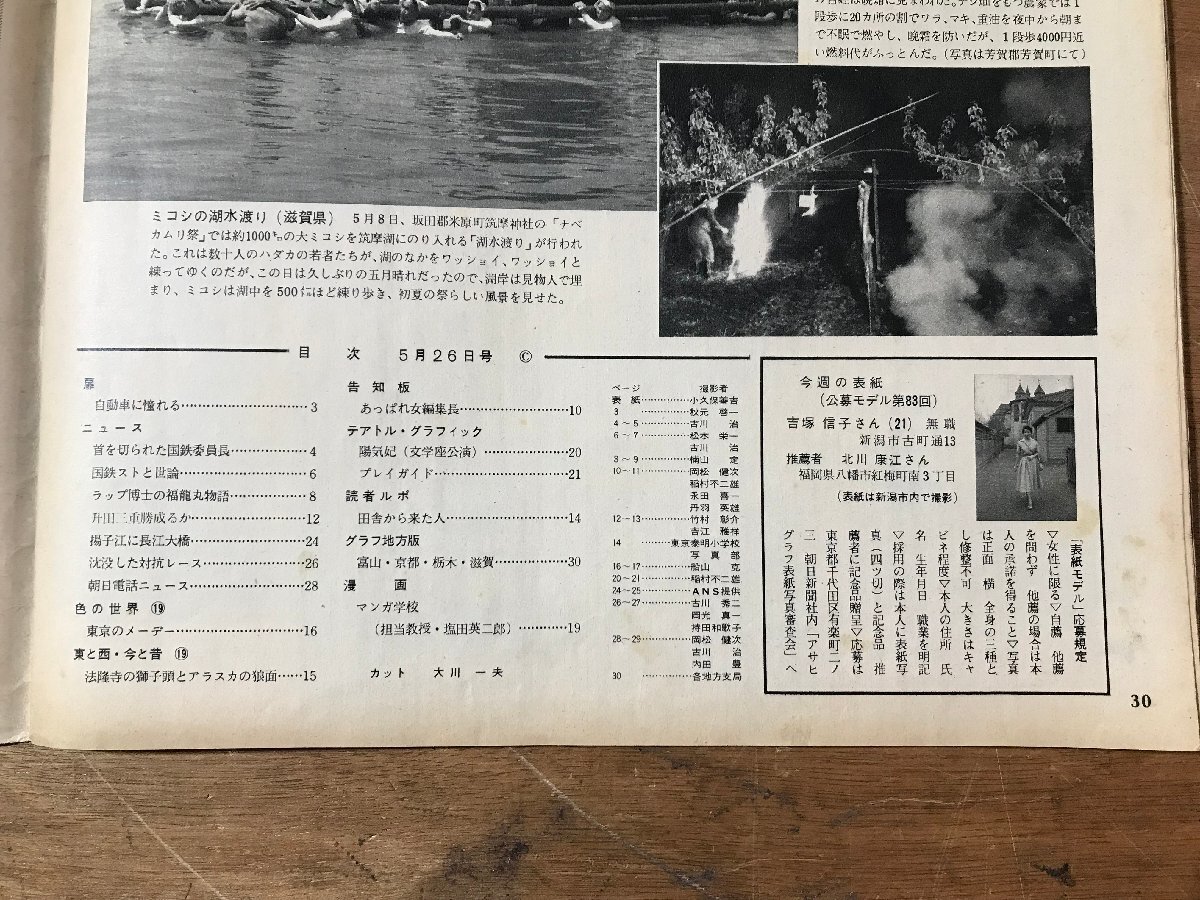 段歩に20カ所の割でワラ、マキ、重油を夜中から朝ま
で不眠で燃やし、晩霜を防いだが、1段歩4000円近
い燃料代がふっとんだ。(写真は芳賀郡芳賀町にて)
ミコシの湖水渡り(滋賀県) 5月8日、坂田郡米原町筑摩神社の「ナベ
カムリ祭」では約1000㌔の大ミコシを筑摩湖にのり入れる「湖水渡り」が行われ
た。これは数十人のハダカの若者たちが、湖のなかをワッショイ、ワッショイと
練ってゆくのだが、この日は久しぶりの五月晴れだったので、湖岸は見物人で埋
まり、ミコシは湖中を500㍍ほど練り歩き、初夏の祭らしい風景を見せた。
目 次 5月26日号 ©
扉
自動車に憧れる……………………3
ニュース
首を切られた国鉄委員長…………4
国鉄ストと世論……………………6
ラップ博士の福龍丸物語…………8
升田三重勝成るか…………………12
揚子江に長江大橋…………………24
沈没した対抗レース………………26
朝日電話ニュース…………………28
色の世界 ⑲
東京のメーデー……………………16
東と西・今と昔 ⑲
法隆寺の獅子頭とアラスカの狼面……15
告知板
あっぱれ女編集長…………………10
テアトル・グラフィック
陽気妃(文学座公演)……………20
プレイガイド………………………21
読者ルポ
田舎から来た人……………………14
グラフ地方版
富山・京都・栃木・滋賀…………30
漫 画
マンガ学校
(担当教授・塩田英二郎)………19
カット 大川一夫
ページ 撮影者
表紙……………小久保善吉
3 ……………秋元啓一
4～5……………吉川 治
6～7……………松本栄一
吉川 治
8～9……………楠山 定
10～11……………岡松健次
稲村不二雄
永田喜一
丹羽英雄
12～13……………竹村彰介
吉江雅祥
14 ……………東京泰明小学校
写真部
16～17……………船山 克
20～21……………稲村不二雄
24～25……………ANS提供
26～27……………吉川秀二
岡光真一
持田和歌子
28～29……………岡松健次
吉川 治
内田 豊
30 ……………各地方支局
今週の表紙
(公募モデル第83回)
吉塚信子さん(21) 無職
新潟市古町通13
推薦者 北川康江さん
福岡県八幡市紅梅町南3丁目
(表紙は新潟市内で撮影)
「表紙モデル」応募規定
▽女性に限る▽自薦 他薦
を問わず 他薦の場合は本
人の承諾を得ること▽写真
は正面 横 全身の三種と
し修整不可 大きさはキャ
ビネ程度▽本人の住所 氏
名 生年月日 職業を明記
▽採用の際は本人に表紙写
真(四ツ切)と記念品 推
薦者に記念品贈呈▽応募は
東京都千代田区有楽町二ノ
三 朝日新聞社内「アサヒ
グラフ表紙写真審査会」へ
30